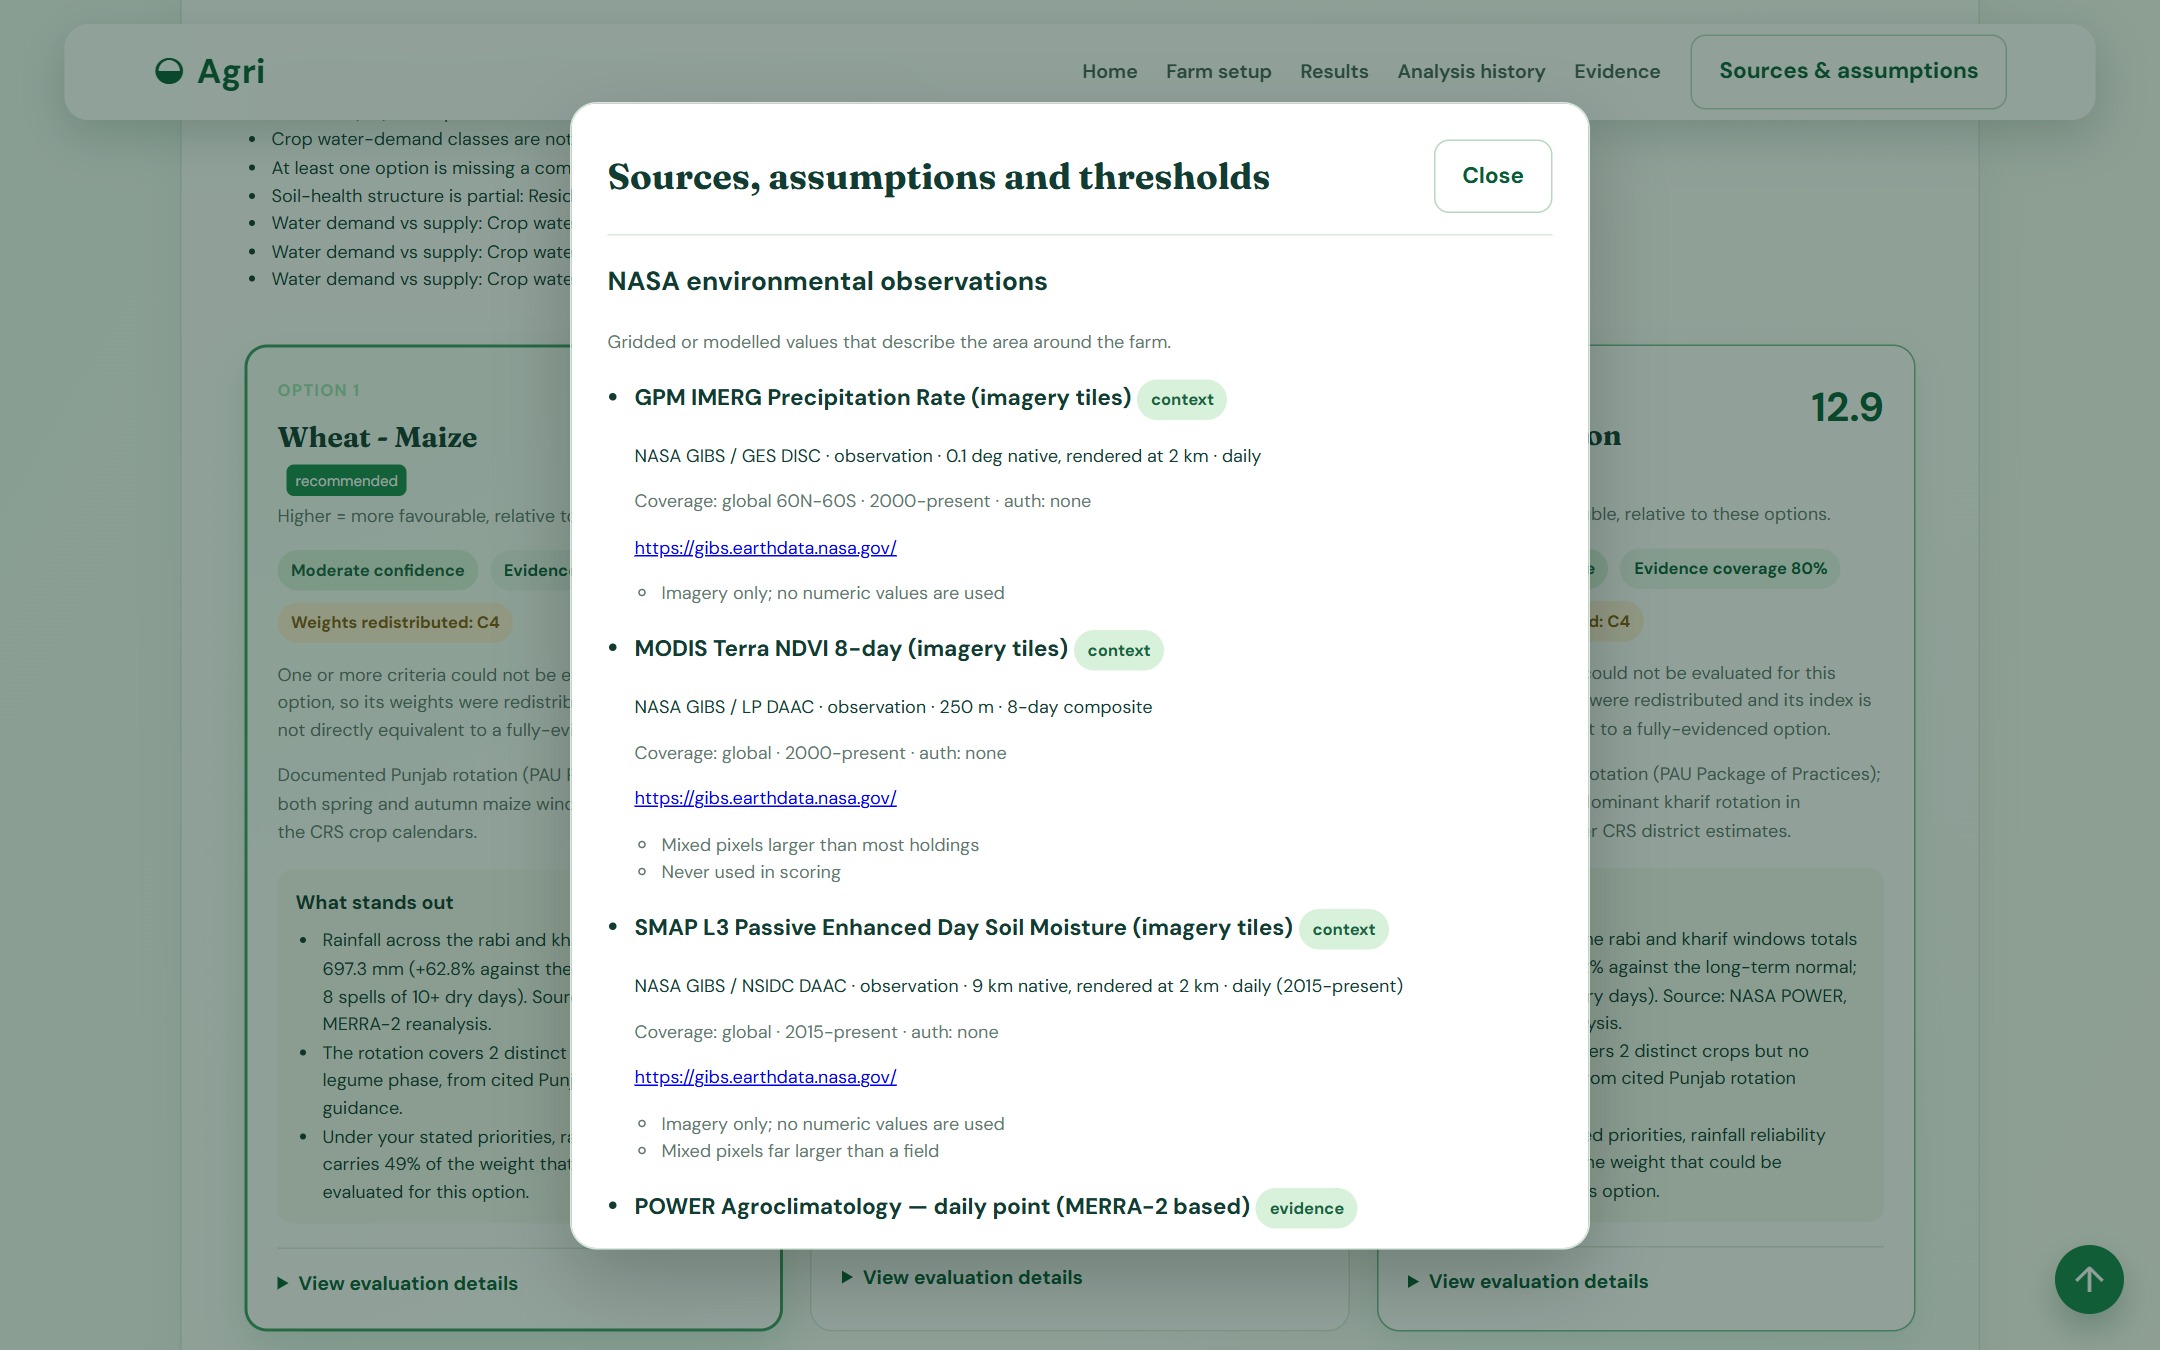 Agri
Home
Farm setup
Results
Analysis history
Evidence
Sources & assumptions
Crop water-demand classes are not
At least one option is missing a com
Soil-health structure is partial: Resid
Water demand vs supply: Crop wate
Water demand vs supply: Crop wate
Water demand vs supply: Crop wate
OPTION 1
Wheat - Maize
recommended
Higher = more favourable, relative to
Moderate confidence
Evidence
Weights redistributed: C4
One or more criteria could not be e
option, so its weights were redistrib
not directly equivalent to a fully-ev
Documented Punjab rotation (PAU P
both spring and autumn maize wind
the CRS crop calendars.
What stands out
Rainfall across the rabi and kh
697.3 mm (+62.8% against the
8 spells of 10+ dry days). Sour
MERRA-2 reanalysis.
The rotation covers 2 distinct
legume phase, from cited Punj
guidance.
Under your stated priorities, ra
carries 49% of the weight that
evaluated for this option.
View evaluation details
Sources, assumptions and thresholds
Close
NASA environmental observations
Gridded or modelled values that describe the area around the farm.
GPM IMERG Precipitation Rate (imagery tiles) context
NASA GIBS / GES DISC · observation · 0.1 deg native, rendered at 2 km · daily
Coverage: global 60N-60S · 2000-present · auth: none
https://gibs.earthdata.nasa.gov/
Imagery only; no numeric values are used
MODIS Terra NDVI 8-day (imagery tiles) context
NASA GIBS / LP DAAC · observation · 250 m · 8-day composite
Coverage: global · 2000-present · auth: none
https://gibs.earthdata.nasa.gov/
Mixed pixels larger than most holdings
Never used in scoring
SMAP L3 Passive Enhanced Day Soil Moisture (imagery tiles) context
NASA GIBS / NSIDC DAAC · observation · 9 km native, rendered at 2 km · daily (2015-present)
Coverage: global · 2015-present · auth: none
https://gibs.earthdata.nasa.gov/
Imagery only; no numeric values are used
Mixed pixels far larger than a field
POWER Agroclimatology — daily point (MERRA-2 based) evidence
View evaluation details
12.9
on
ble, relative to these options.
e
Evidence coverage 80%
d: C4
could not be evaluated for this
were redistributed and its index is
t to a fully-evidenced option.
otation (PAU Package of Practices);
ominant kharif rotation in
r CRS district estimates.
he rabi and kharif windows totals
% against the long-term normal;
ry days). Source: NASA POWER,
ysis.
ers 2 distinct crops but no
om cited Punjab rotation
ed priorities, rainfall reliability
he weight that could be
s option.
View evaluation details